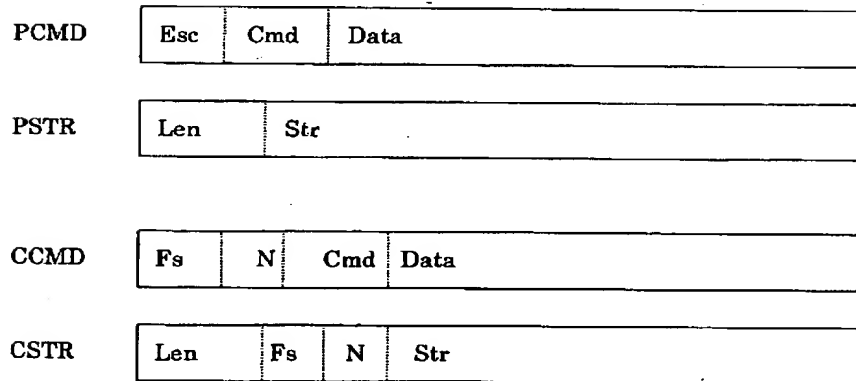 PCMD Esc Cmd Data
PSTR Len Str
CCMD Fs N Cmd Data
CSTR Len Fs N Str